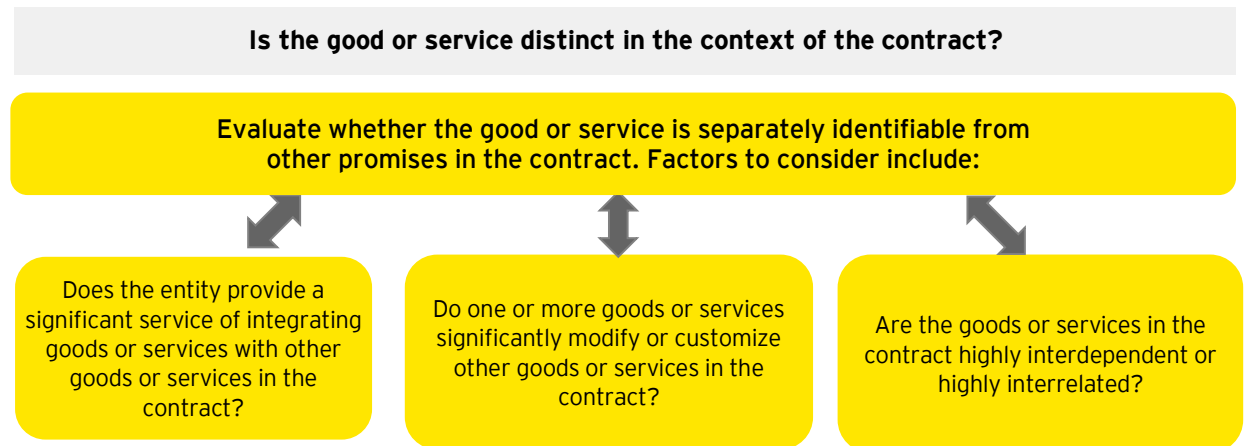 Is the good or service distinct in the context of the contract?
Evaluate whether the good or service is separately identifiable from
other promises in the contract. Factors to consider include:
Does the entity provide a
significant service of integrating
goods or services with other
goods or services in the
contract?
Do one or more goods or services
significantly modify or customize
other goods or services in the
contract?
Are the goods or services in the
contract highly interdependent or
highly interrelated?